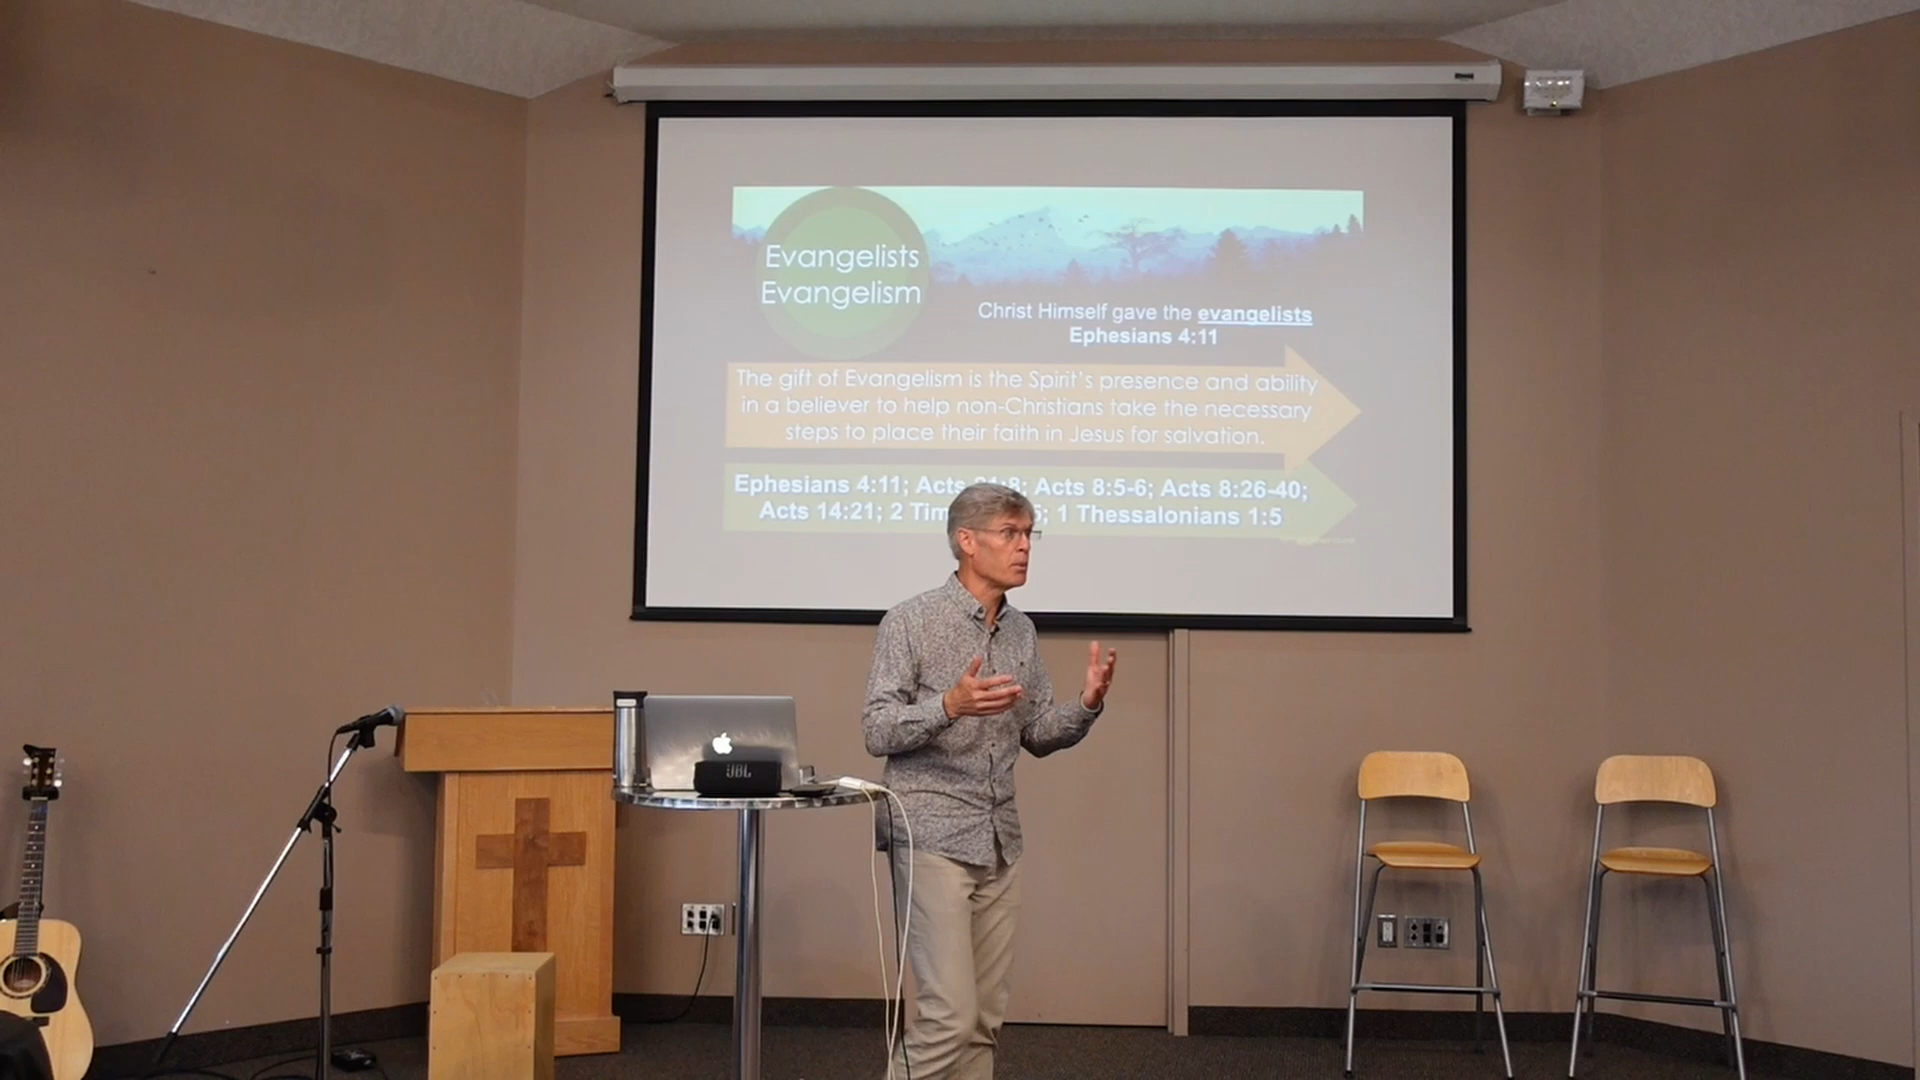 Evangelists
Evangelism
Christ Himself gave the evangelists
Ephesians 4:11
The gift of Evangelism is the Spirit's presence and ability
in a believer to help non-Christians take the necessary
steps to place their faith in Jesus for salvation.
Ephesians 4:11; Acts Acts 8:5-6; Acts 8:26-40;
Acts 14:21; 2 1 Thessalonians 1:5
JBL